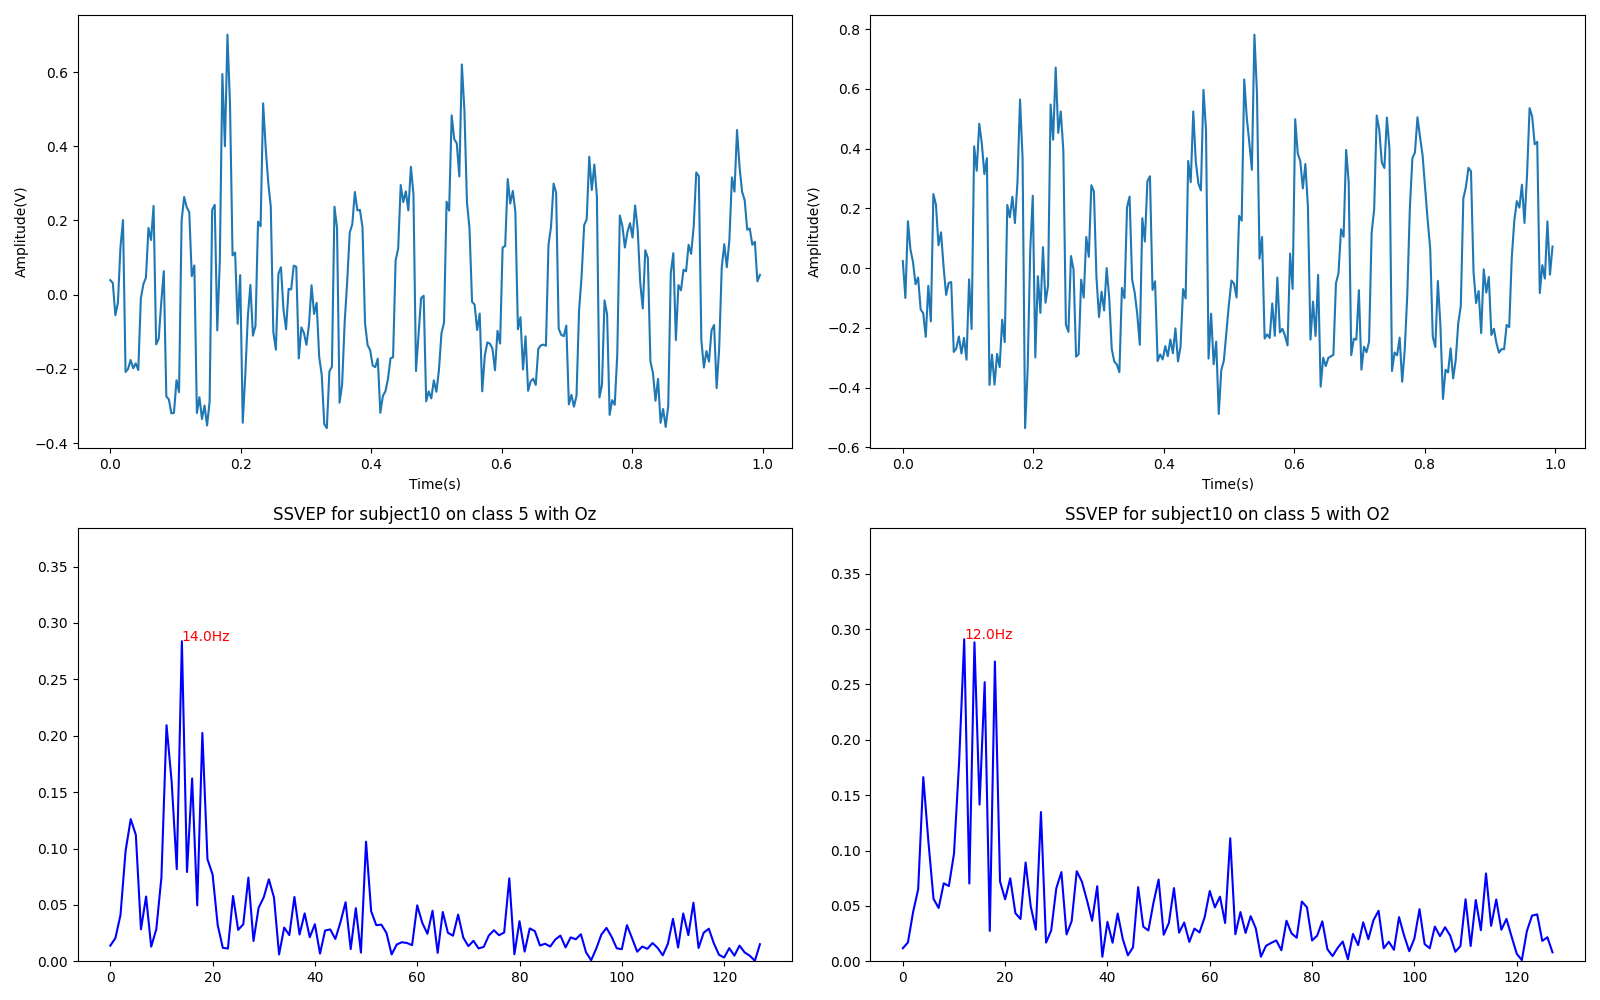 Amplitude(V)
0.6
0.4
0.2
0.0
−0.2
−0.4
0.0 0.2 0.4 0.6 0.8 1.0
Time(s)
Amplitude(V)
0.8
0.6
0.4
0.2
0.0
−0.2
−0.4
−0.6
0.0 0.2 0.4 0.6 0.8 1.0
Time(s)
SSVEP for subject10 on class 5 with Oz
0.35
0.30
0.25
0.20
0.15
0.10
0.05
0.00
14.0Hz
0 20 40 60 80 100 120
SSVEP for subject10 on class 5 with O2
0.35
0.30
0.25
0.20
0.15
0.10
0.05
0.00
12.0Hz
0 20 40 60 80 100 120